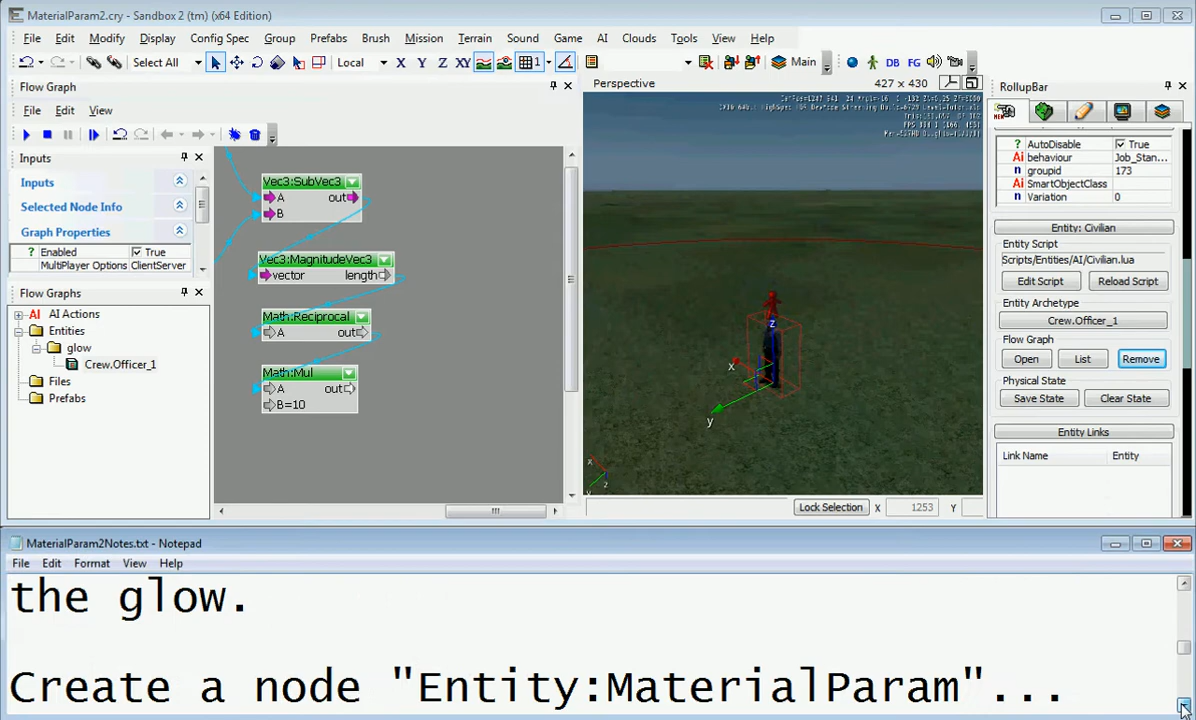 MaterialParam2.cry - Sandbox 2 (tm) (x64 Edition)
File Edit Modify Display Config Spec Group Prefabs Brush Mission Terrain Sound Game AI Clouds Tools View Help
Select All Local X Y Z XY 1 Main DB FG
Flow Graph
File Edit View
Inputs
Inputs
Selected Node Info
Graph Properties
? Enabled True
MultiPlayer Options ClientServer
Flow Graphs
AI Actions
Entities
glow
Crew.Officer_1
Files
Prefabs
Vec3:SubVec3
A out
B
Vec3:MagnitudeVec3
vector length
Math:Reciprocal
A out
Math:Mul
A out
B=10
Perspective 427 x 430
x
z
y
Lock Selection X 1253 Y
RollupBar
? AutoDisable True
Ai behaviour Job_Stan...
n groupid 173
Ai SmartObjectClass
n Variation 0
Entity: Civilian
Entity Script
Scripts/Entities/AI/Civilian.lua
Edit Script Reload Script
Entity Archetype
Crew.Officer_1
Flow Graph
Open List Remove
Physical State
Save State Clear State
Entity Links
Link Name Entity
MaterialParam2Notes.txt - Notepad
File Edit Format View Help
the glow.
Create a node "Entity:MaterialParam"...